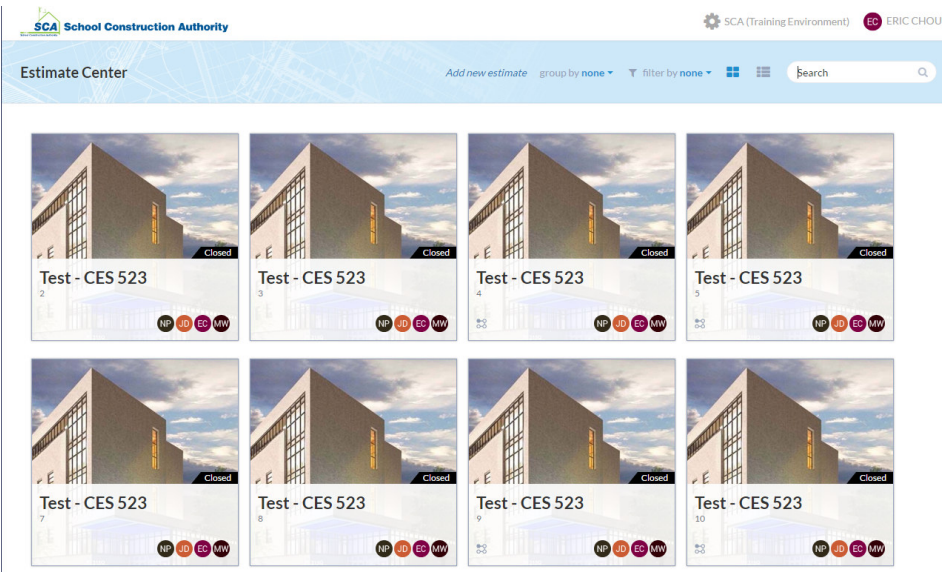 SCA School Construction Authority
SCA (Training Environment) EC ERIC CHOU
Estimate Center
Add new estimate group by none filter by none Search
Closed Closed Closed Closed
Test - CES 523 Test - CES 523 Test - CES 523 Test - CES 523
2 3 4 5
NP JD EC MW NP JD EC MW NP JD EC MW NP JD EC MW
Closed Closed Closed Closed
Test - CES 523 Test - CES 523 Test - CES 523 Test - CES 523
7 8 9 10
NP JD EC MW NP JD EC MW NP JD EC MW NP JD EC MW